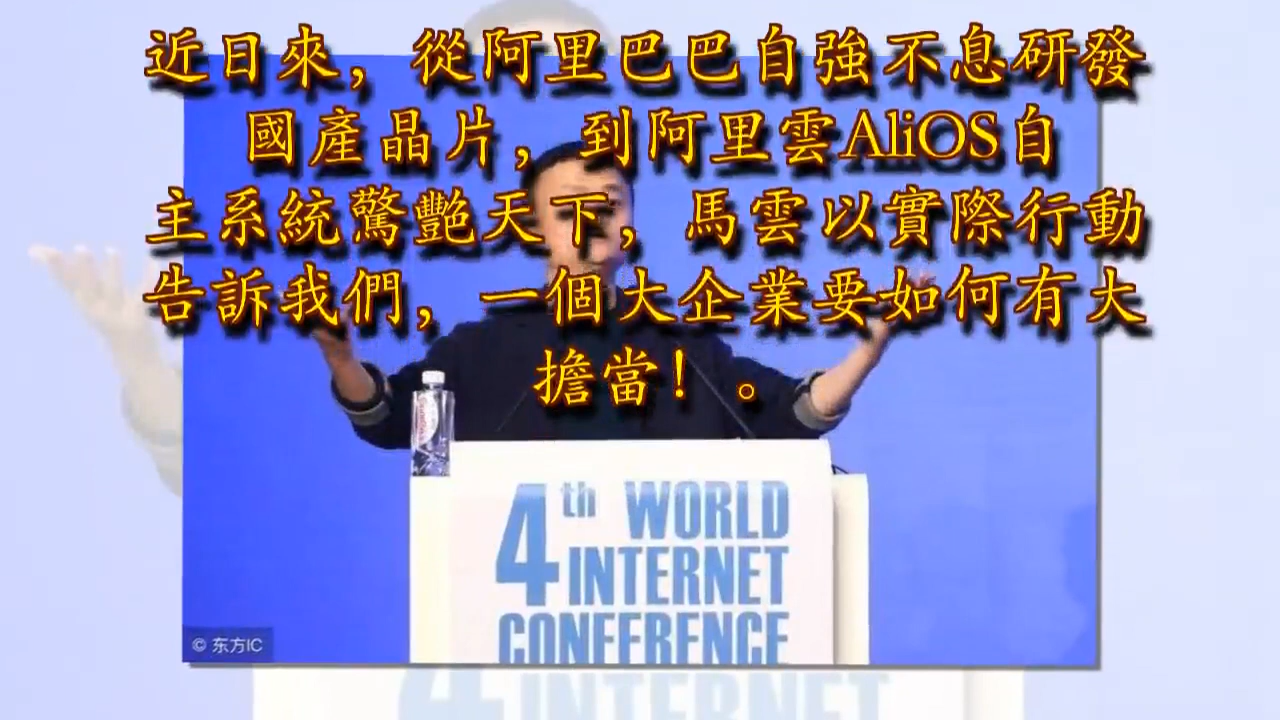 近日來，從阿里巴巴自強不息研發
國產晶片，到阿里雲AliOS自
主系統驚艷天下，馬雲以實際行動
告訴我們，一個大企業要如何有大
擔當！。
4th WORLD
INTERNET
CONFERENCE
© 东方IC
4 INTERNET